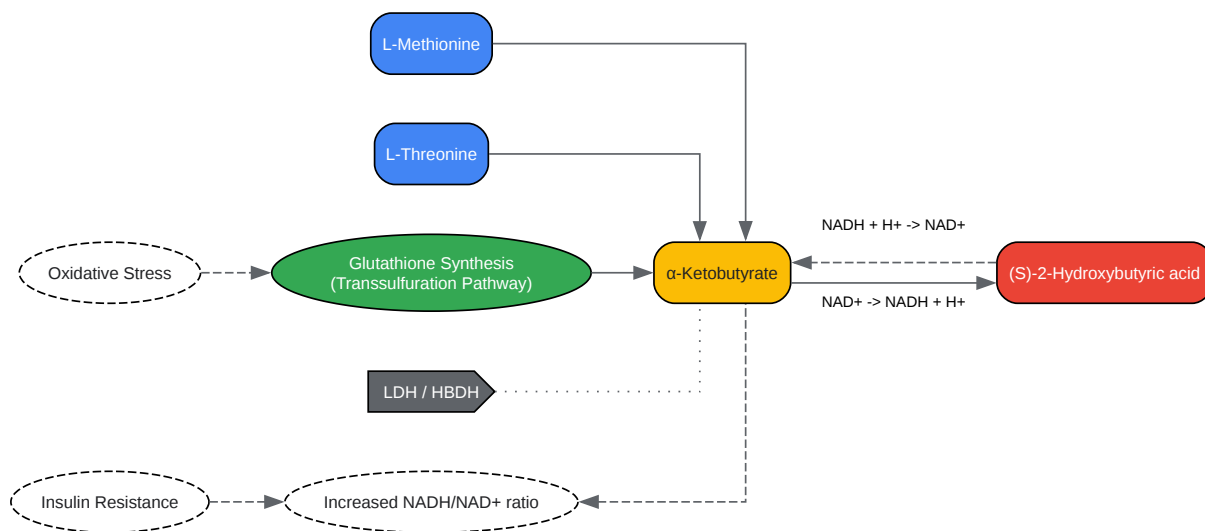 L-Methionine
L-Threonine
NADH + H+ -> NAD+
Oxidative Stress
Glutathione Synthesis
(Transsulfuration Pathway)
α-Ketobutyrate
(S)-2-Hydroxybutyric acid
NAD+ -> NADH + H+
LDH / HBDH
Insulin Resistance
Increased NADH/NAD+ ratio